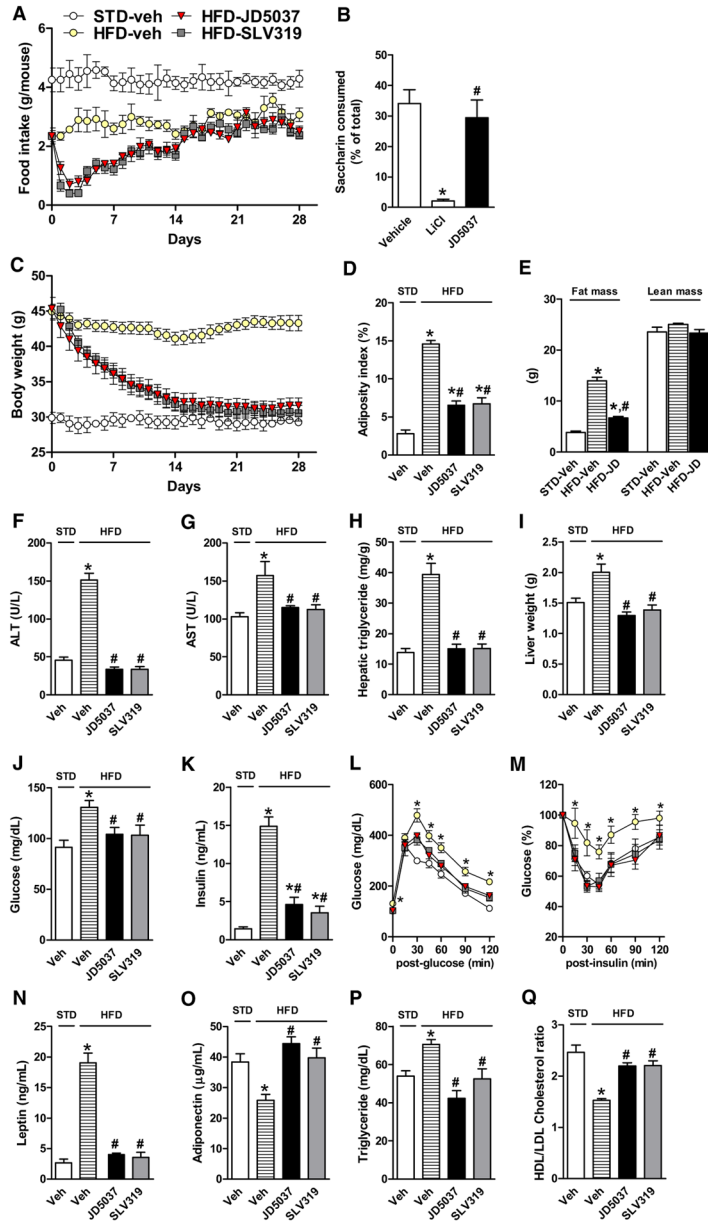 A
STD-veh
HFD-JD5037
HFD-veh
HFD-SLV319
Food intake (g/mouse)
6
4
2
0
0 7 14 21 28
Days
B
Saccharin consumed
(% of total)
50
40
30
20
10
0
*
#
Vehicle
LiCl
JD5037
C
Body weight (g)
50
45
40
35
30
25
0 7 14 21 28
Days
D
STD HFD
Adiposity index (%)
20
15
10
5
0
*
*# *#
Veh
Veh
JD5037
SLV319
E
Fat mass Lean mass
(g)
30
20
10
0
*
*,#
STD-Veh
HFD-Veh
HFD-JD
STD-Veh
HFD-Veh
HFD-JD
F
STD HFD
ALT (U/L)
200
150
100
50
0
*
# #
Veh
Veh
JD5037
SLV319
G
STD HFD
AST (U/L)
200
150
100
50
0
*
# #
Veh
Veh
JD5037
SLV319
H
STD HFD
Hepatic triglyceride (mg/g)
50
40
30
20
10
0
*
# #
Veh
Veh
JD5037
SLV319
I
STD HFD
Liver weight (g)
2.5
2.0
1.5
1.0
0.5
0.0
*
# #
Veh
Veh
JD5037
SLV319
J
STD HFD
Glucose (mg/dL)
150
100
50
0
*
# #
Veh
Veh
JD5037
SLV319
K
STD HFD
Insulin (ng/mL)
20
15
10
5
0
*
*# *#
Veh
Veh
JD5037
SLV319
L
Glucose (mg/dL)
600
400
200
0
* * * * * *
0 30 60 90 120
post-glucose (min)
M
Glucose (%)
120
100
80
60
40
20
* * * * * *
0 30 60 90 120
post-insulin (min)
N
STD HFD
Leptin (ng/mL)
25
20
15
10
5
0
*
# #
Veh
Veh
JD5037
SLV319
O
STD HFD
Adiponectin (µg/mL)
50
40
30
20
10
0
*
# #
Veh
Veh
JD5037
SLV319
P
STD HFD
Triglyceride (mg/dL)
80
60
40
20
0
*
# #
Veh
Veh
JD5037
SLV319
Q
STD HFD
HDL/LDL Cholesterol ratio
3
2
1
0
*
# #
Veh
Veh
JD5037
SLV319